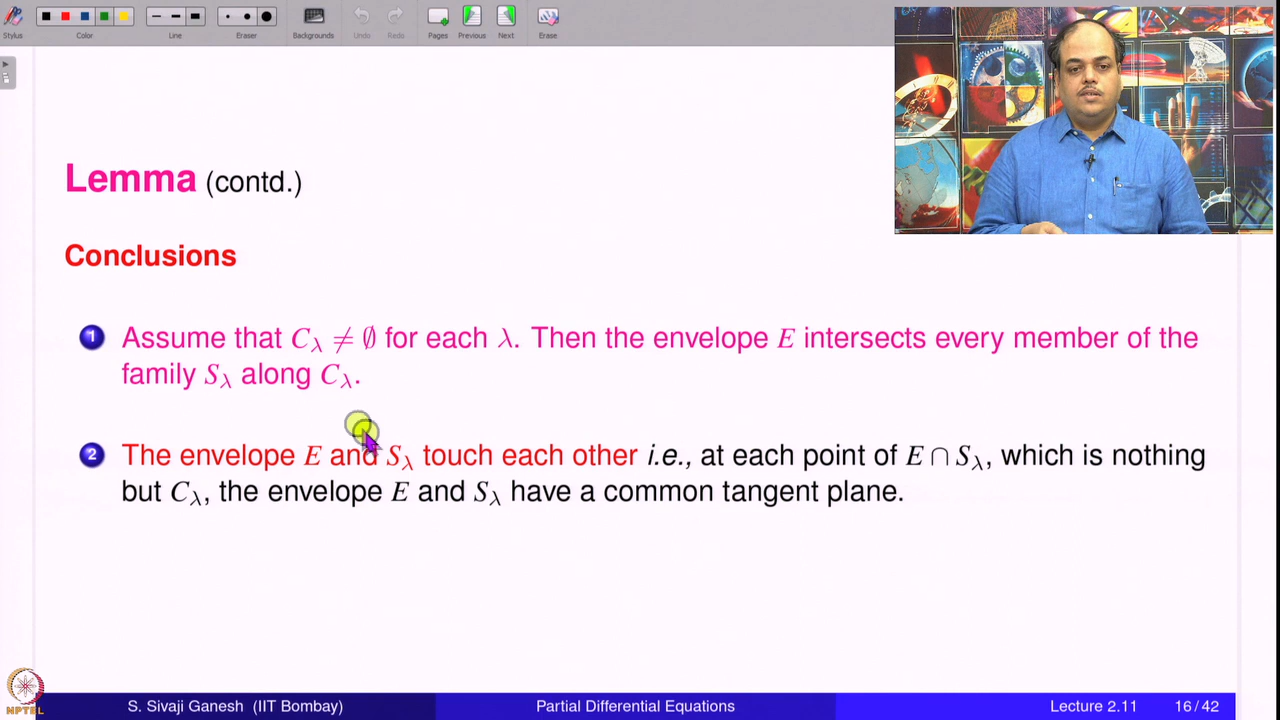 Stylus
Color
Line
Eraser
Backgrounds
Undo
Redo
Pages
Previous
Next
Erase
Lemma (contd.)
Conclusions
1 Assume that C_λ ≠ ∅ for each λ. Then the envelope E intersects every member of the
family S_λ along C_λ.
2 The envelope E and S_λ touch each other i.e., at each point of E ∩ S_λ, which is nothing
but C_λ, the envelope E and S_λ have a common tangent plane.
NPTEL
S. Sivaji Ganesh (IIT Bombay)
Partial Differential Equations
Lecture 2.11
16 / 42